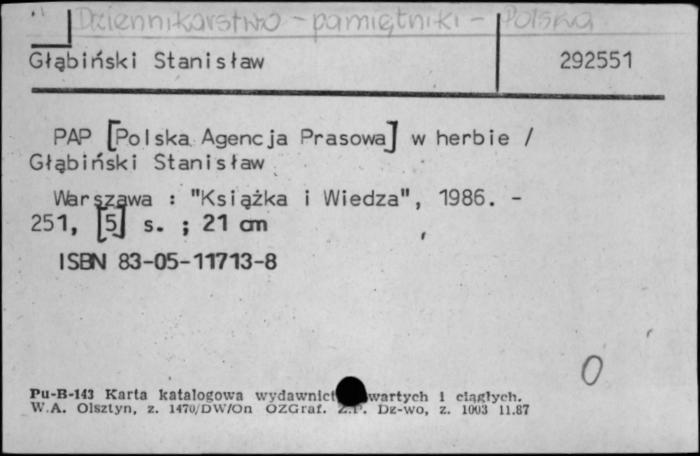 Dziennikarstwo - pamiętniki - Polska
Głąbiński Stanisław 292551
PAP [Polska Agencja Prasowa] w herbie /
Głąbiński Stanisław
Warszawa : "Książka i Wiedza", 1986. -
251, [5] s. ; 21 cm
ISBN 83-05-11713-8
0
Pu-B-143 Karta katalogowa wydawnict wartych i ciągłych.
W.A. Olsztyn, z. 1470/DW/On OZGraf. Z.P. Dz-wo, z. 1003 11.87